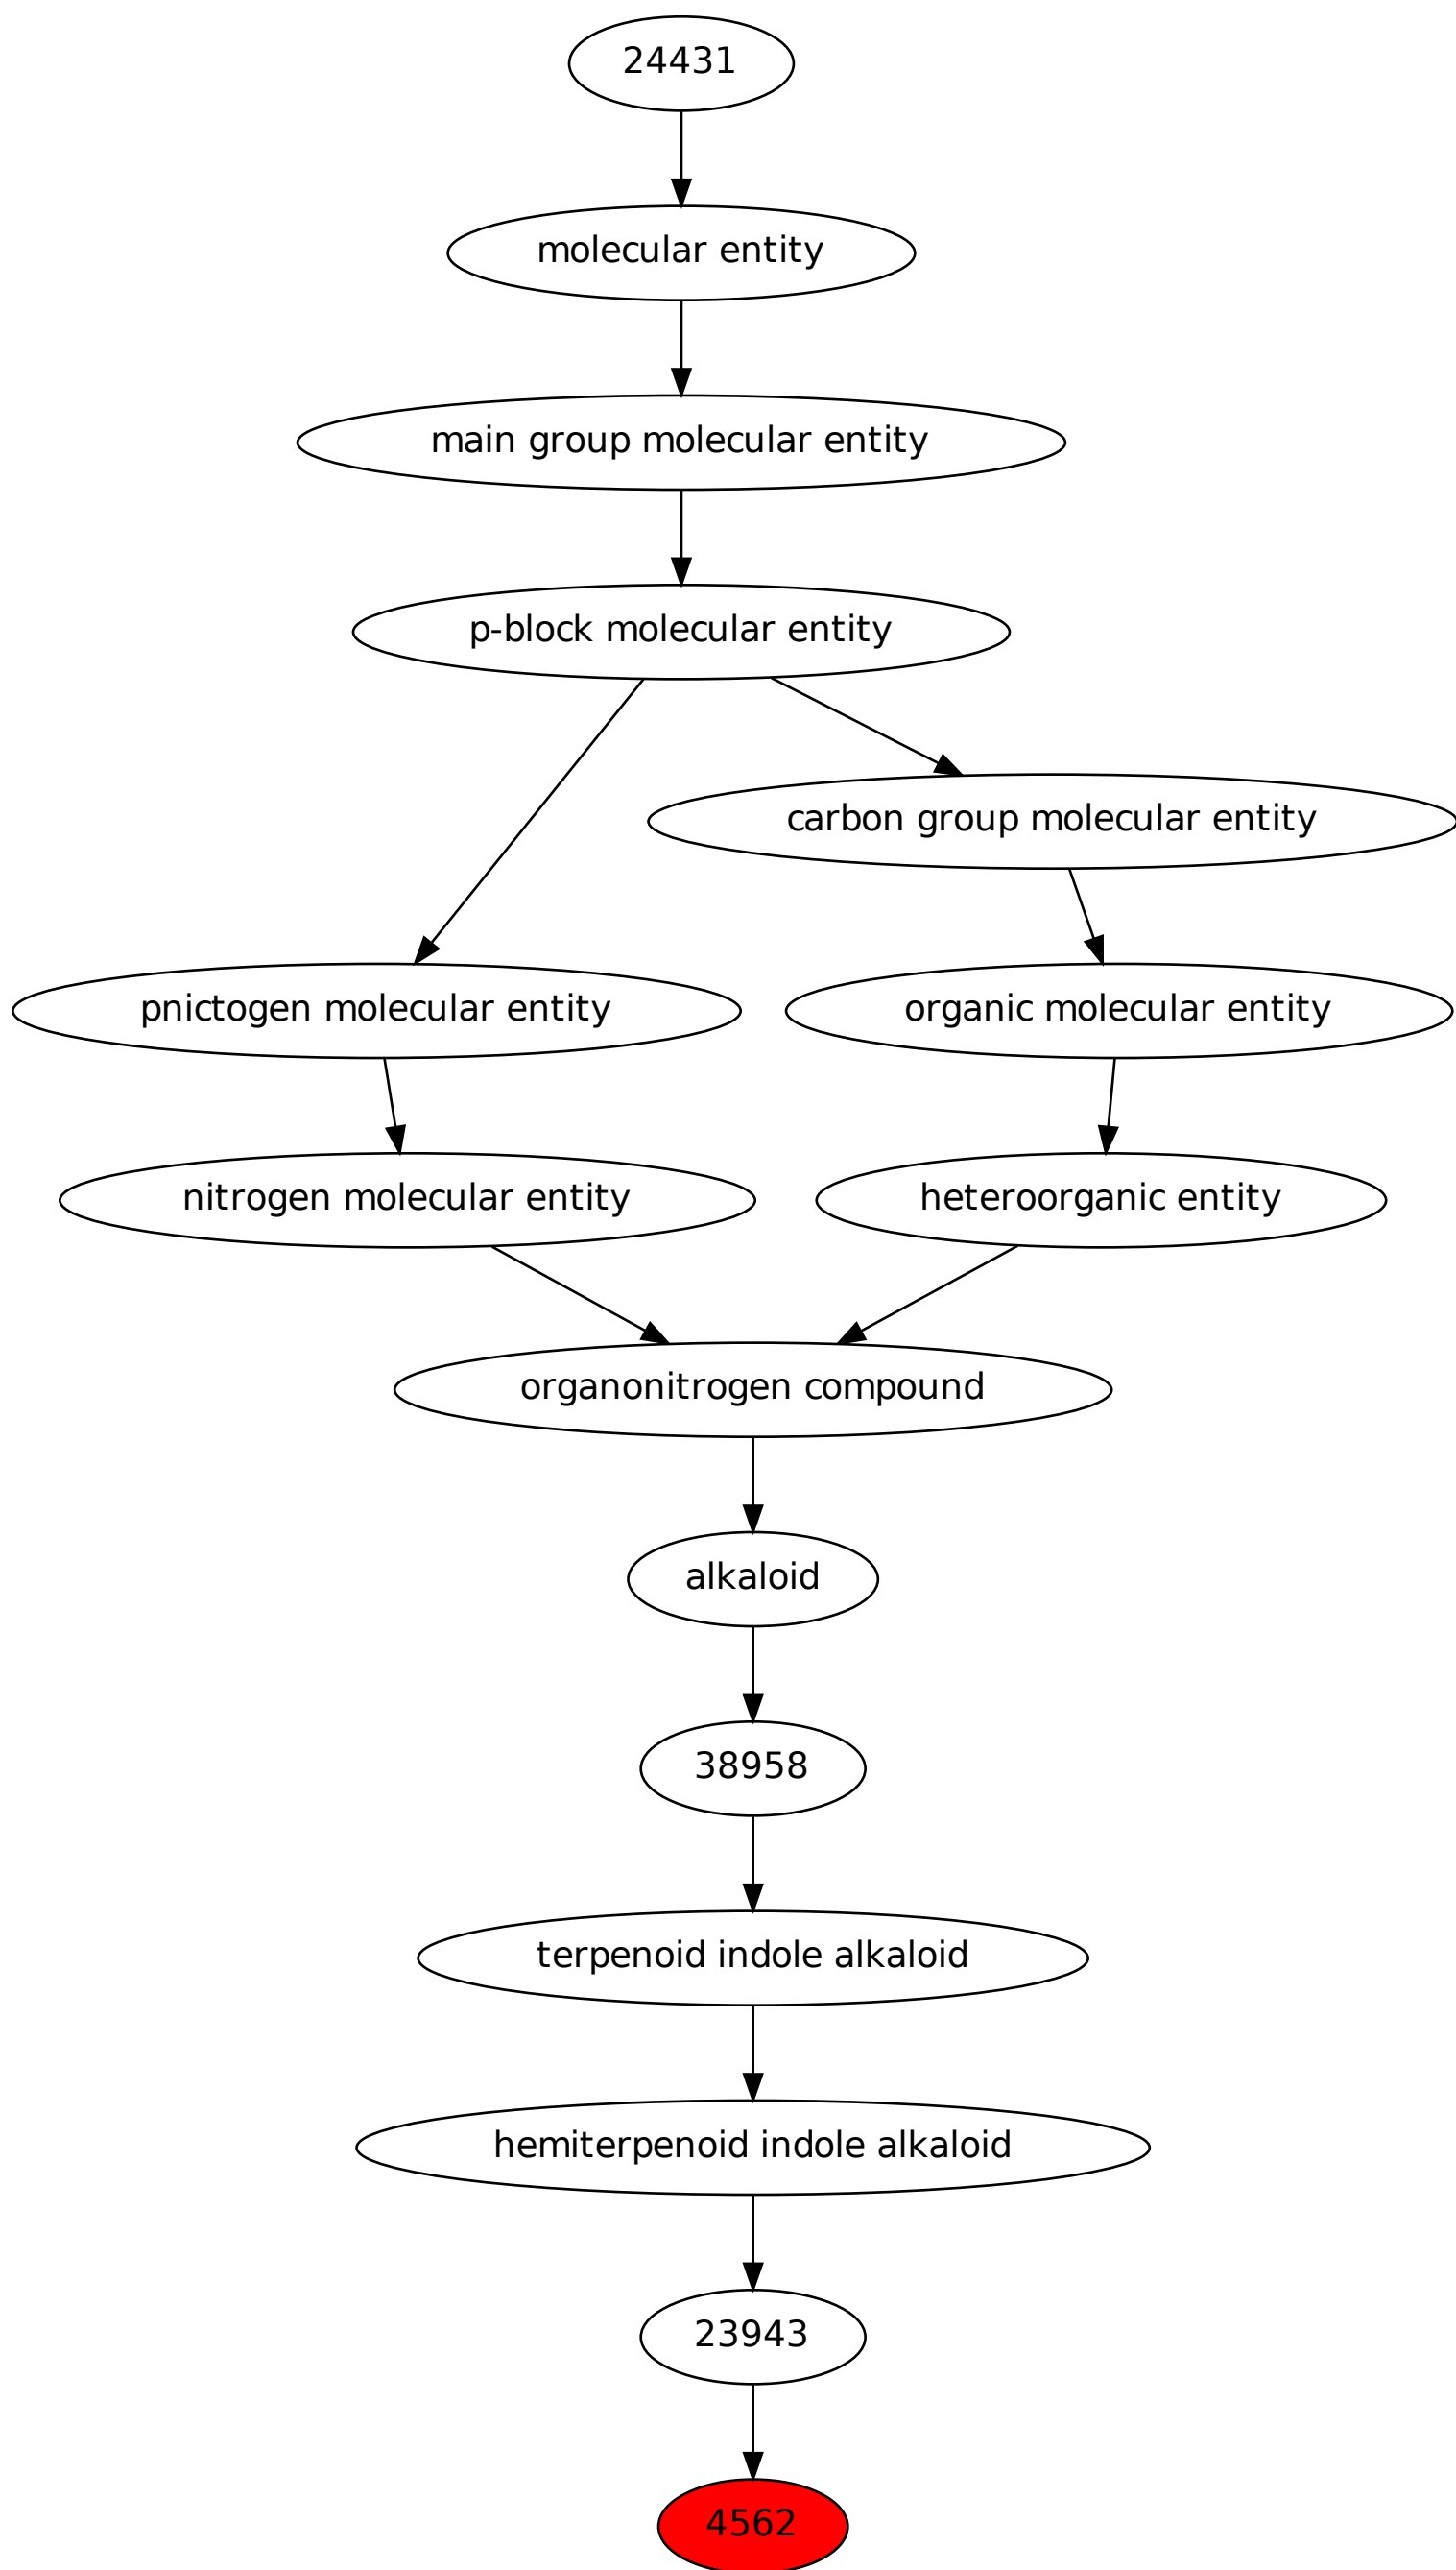 24431
molecular entity
main group molecular entity
p-block molecular entity
carbon group molecular entity
pnictogen molecular entity
organic molecular entity
nitrogen molecular entity
heteroorganic entity
organonitrogen compound
alkaloid
38958
terpenoid indole alkaloid
hemiterpenoid indole alkaloid
23943
4562